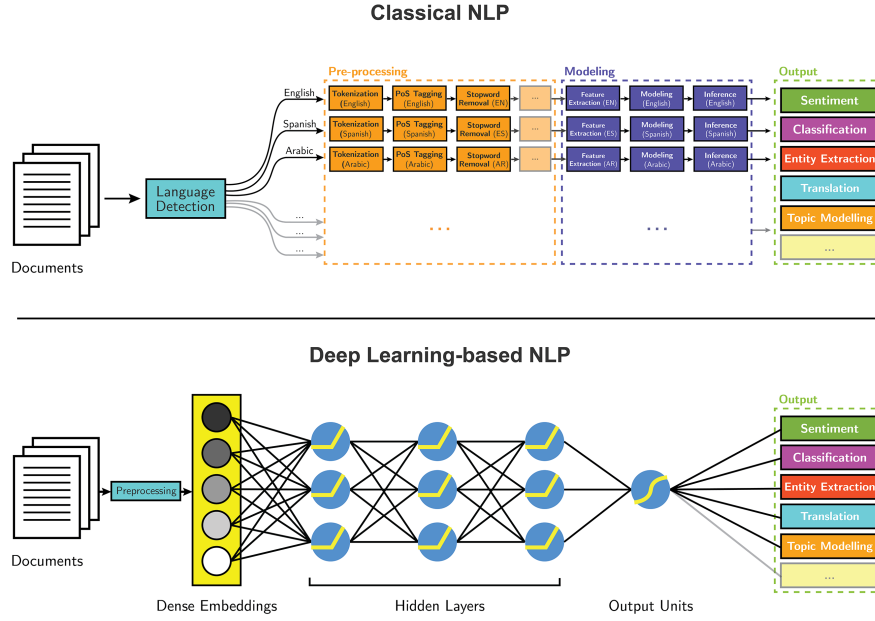 Classical NLP
Pre-processing
Modeling
Output
English
Tokenization
(English)
PoS Tagging
(English)
Stopword
Removal (EN)
...
Feature
Extraction (EN)
Modeling
(English)
Inference
(English)
Spanish
Tokenization
(Spanish)
PoS Tagging
(Spanish)
Stopword
Removal (ES)
...
Feature
Extraction (ES)
Modeling
(Spanish)
Inference
(Spanish)
Arabic
Tokenization
(Arabic)
PoS Tagging
(Arabic)
Stopword
Removal (AR)
...
Feature
Extraction (AR)
Modeling
(Arabic)
Inference
(Arabic)
Language
Detection
...
...
...
...
...
Documents
Sentiment
Classification
Entity Extraction
Translation
Topic Modelling
...
Deep Learning-based NLP
Documents
Preprocessing
Dense Embeddings
Hidden Layers
Output Units
Output
Sentiment
Classification
Entity Extraction
Translation
Topic Modelling
...